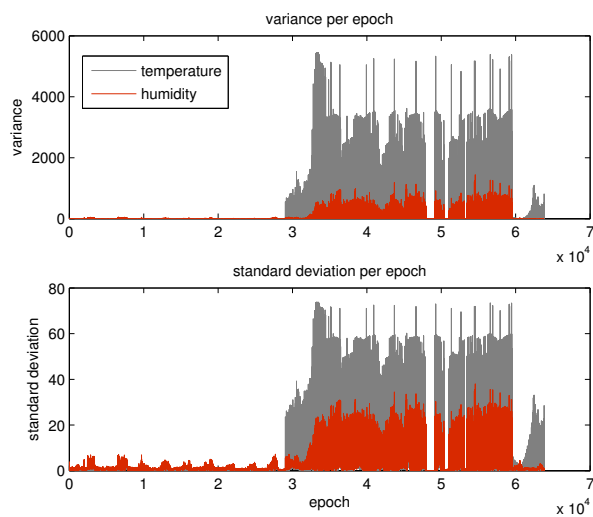 variance per epoch
6000
4000
2000
0
variance
temperature
humidity
0 1 2 3 4 5 6 7
x 10^4
standard deviation per epoch
80
60
40
20
0
standard deviation
0 1 2 3 4 5 6 7
epoch
x 10^4